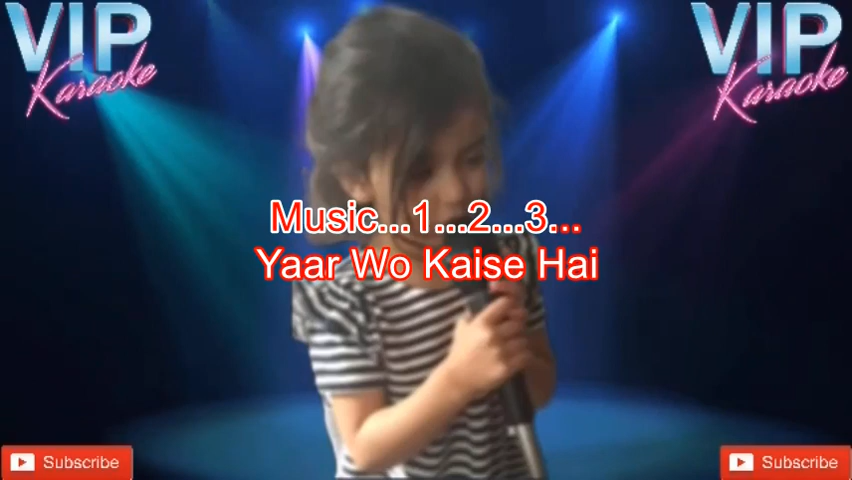 VIP VIP
Karaoke Karaoke
Music...1...2...3...
Yaar Wo Kaise Hai
Subscribe Subscribe